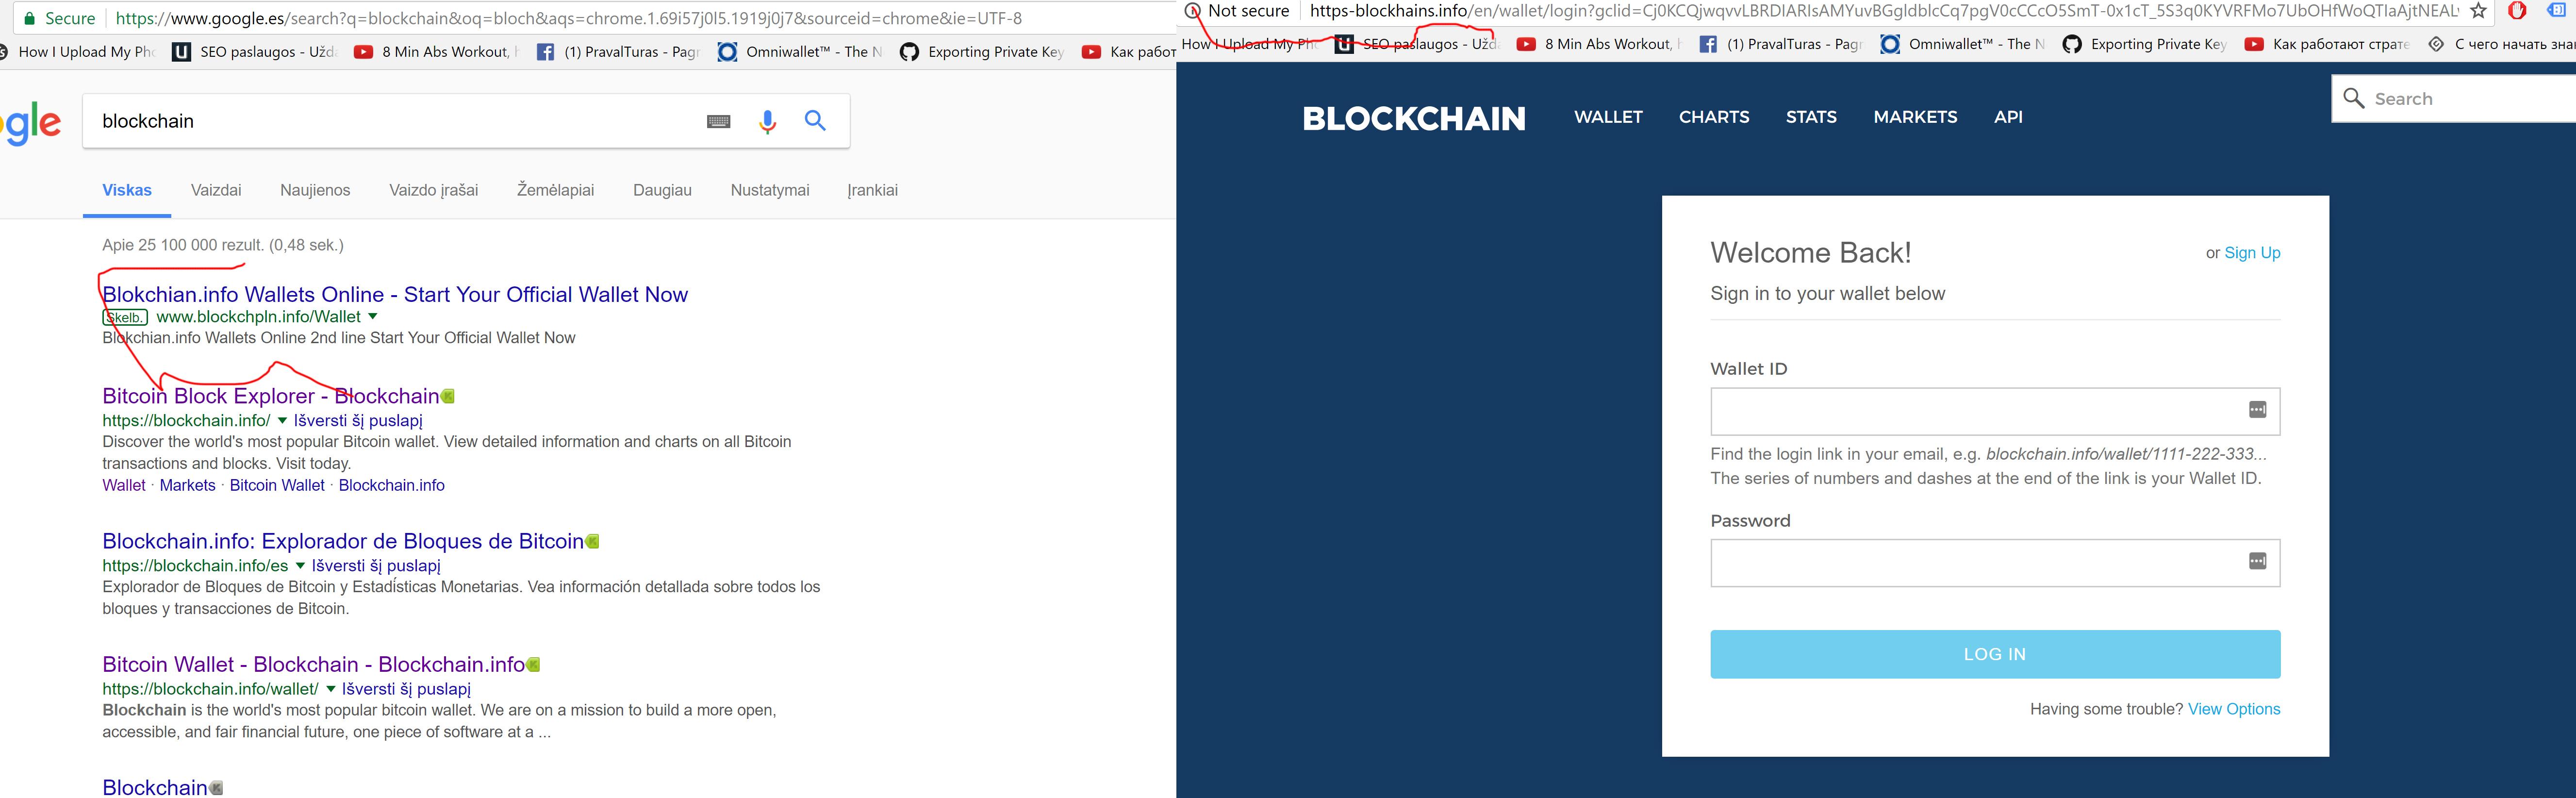 Secure https://www.google.es/search?q=blockchain&oq=bloch&aqs=chrome.1.69i57j0l5.1919j0j7&sourceid=chrome&ie=UTF-8
How I Upload My Pho SEO paslaugos - Užda 8 Min Abs Workout, h (1) PravalTuras - Pagr Omniwallet™ - The N Exporting Private Key Как работ
gle
blockchain
Viskas Vaizdai Naujienos Vaizdo įrašai Žemėlapiai Daugiau Nustatymai Įrankiai
Apie 25 100 000 rezult. (0,48 sek.)
Blokchian.info Wallets Online - Start Your Official Wallet Now
Skelb. www.blockchpln.info/Wallet
Blokchian.info Wallets Online 2nd line Start Your Official Wallet Now
Bitcoin Block Explorer - Blockchain
https://blockchain.info/ Išversti šį puslapį
Discover the world's most popular Bitcoin wallet. View detailed information and charts on all Bitcoin
transactions and blocks. Visit today.
Wallet · Markets · Bitcoin Wallet · Blockchain.info
Blockchain.info: Explorador de Bloques de Bitcoin
https://blockchain.info/es Išversti šį puslapį
Explorador de Bloques de Bitcoin y Estadísticas Monetarias. Vea información detallada sobre todos los
bloques y transacciones de Bitcoin.
Bitcoin Wallet - Blockchain - Blockchain.info
https://blockchain.info/wallet/ Išversti šį puslapį
Blockchain is the world's most popular bitcoin wallet. We are on a mission to build a more open,
accessible, and fair financial future, one piece of software at a ...
Blockchain
Not secure https-blockhains.info/en/wallet/login?gclid=
How I Upload My Pho SEO paslaugos - Užda 8 Min Abs Workout, h (1) PravalTuras - Pagr Omniwallet™ - The N Exporting Private Key Как работают страте С чего начать зна
BLOCKCHAIN WALLET CHARTS STATS MARKETS API
Search
Welcome Back!
or Sign Up
Sign in to your wallet below
Wallet ID
Find the login link in your email, e.g. blockchain.info/wallet/1111-222-333...
The series of numbers and dashes at the end of the link is your Wallet ID.
Password
LOG IN
Having some trouble? View Options